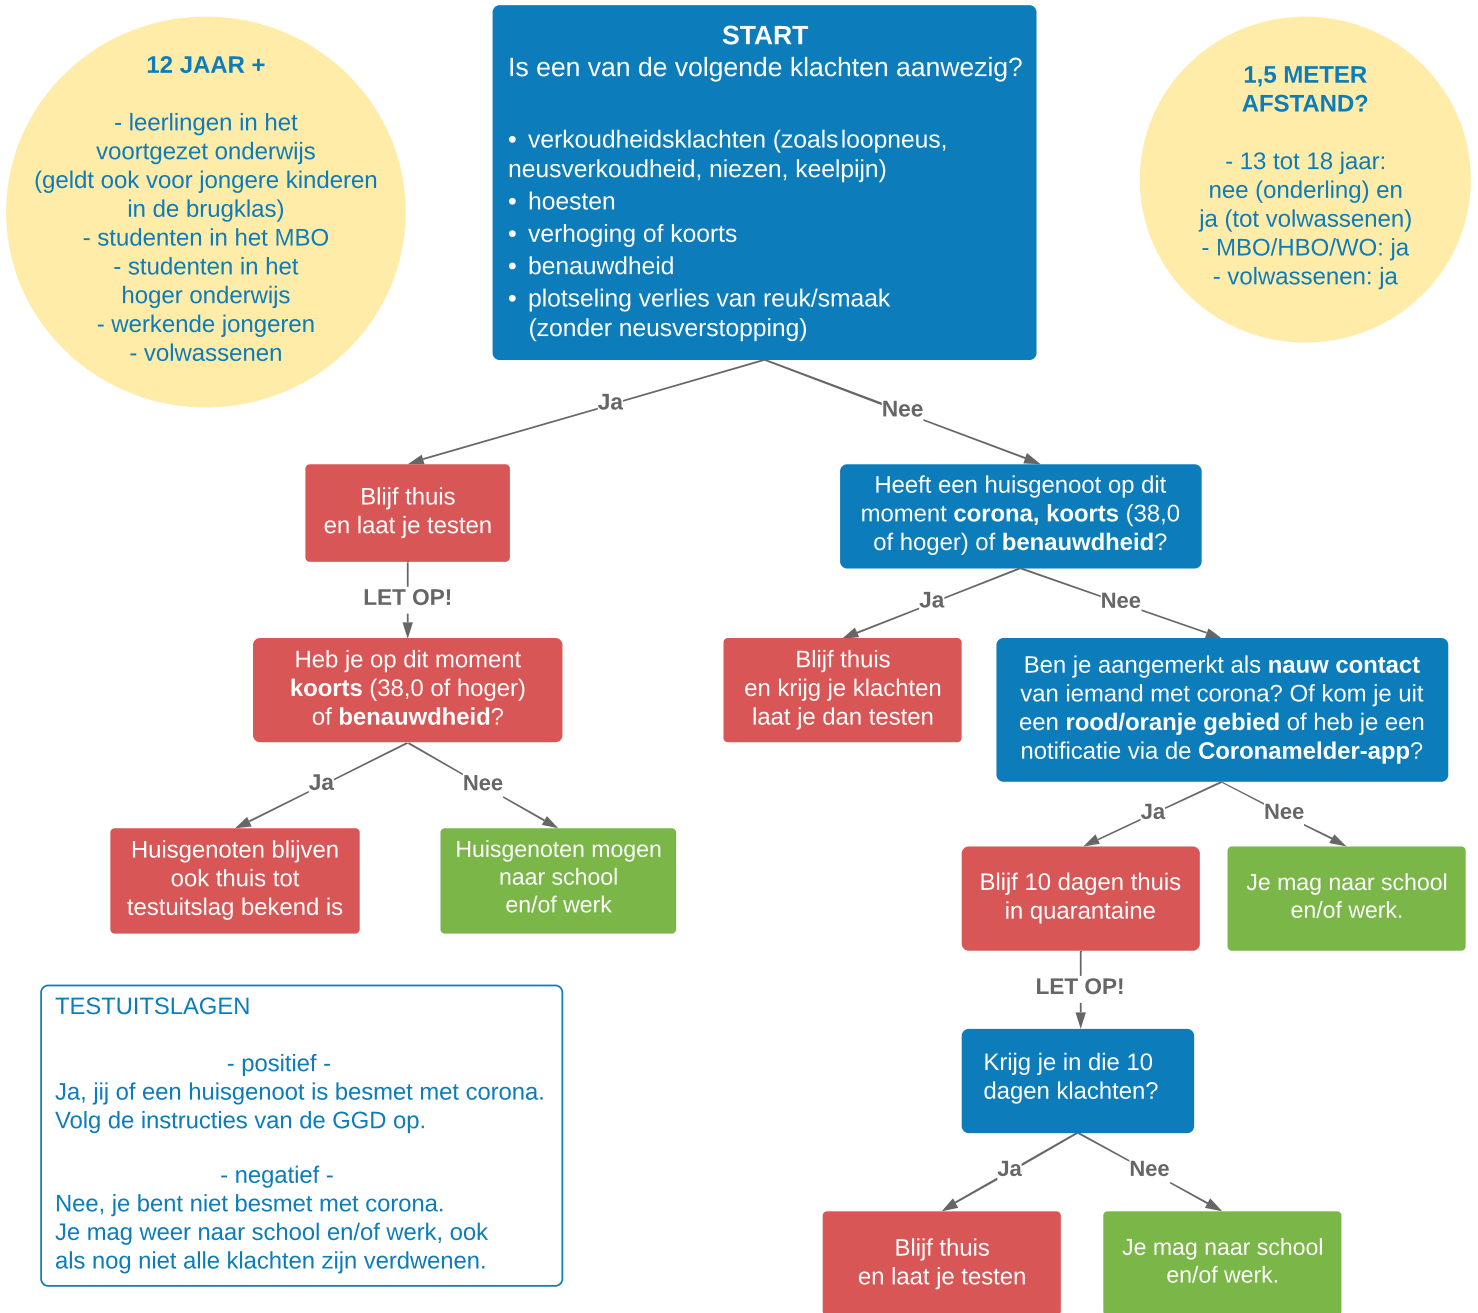 12 JAAR +
- leerlingen in het
voortgezet onderwijs
(geldt ook voor jongere kinderen
in de brugklas)
- studenten in het MBO
- studenten in het
hoger onderwijs
- werkende jongeren
- volwassenen
START
Is een van de volgende klachten aanwezig?
• verkoudheidsklachten (zoals loopneus,
neusverkoudheid, niezen, keelpijn)
• hoesten
• verhoging of koorts
• benauwdheid
• plotseling verlies van reuk/smaak
(zonder neusverstopping)
1,5 METER
AFSTAND?
- 13 tot 18 jaar:
nee (onderling) en
ja (tot volwassenen)
- MBO/HBO/WO: ja
- volwassenen: ja
Ja
Nee
Blijf thuis
en laat je testen
LET OP!
Heb je op dit moment
koorts (38,0 of hoger)
of benauwdheid?
Ja
Nee
Huisgenoten blijven
ook thuis tot
testuitslag bekend is
Huisgenoten mogen
naar school
en/of werk
Heeft een huisgenoot op dit
moment corona, koorts (38,0
of hoger) of benauwdheid?
Ja
Nee
Blijf thuis
en krijg je klachten
laat je dan testen
Ben je aangemerkt als nauw contact
van iemand met corona? Of kom je uit
een rood/oranje gebied of heb je een
notificatie via de Coronamelder-app?
Ja
Nee
Blijf 10 dagen thuis
in quarantaine
Je mag naar school
en/of werk.
LET OP!
Krijg je in die 10
dagen klachten?
Ja
Nee
Blijf thuis
en laat je testen
Je mag naar school
en/of werk.
TESTUITSLAGEN
- positief -
Ja, jij of een huisgenoot is besmet met corona.
Volg de instructies van de GGD op.
- negatief -
Nee, je bent niet besmet met corona.
Je mag weer naar school en/of werk, ook
als nog niet alle klachten zijn verdwenen.